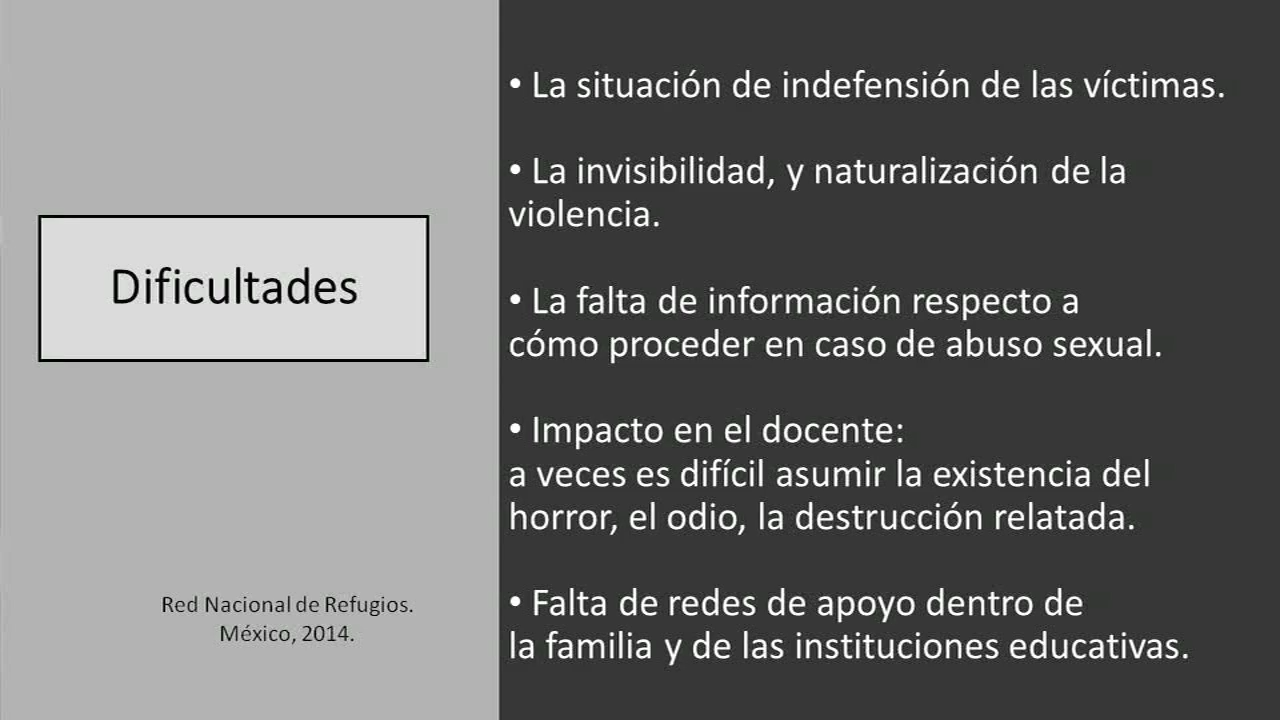 Dificultades
Red Nacional de Refugios.
México, 2014.
• La situación de indefensión de las víctimas.
• La invisibilidad, y naturalización de la
violencia.
• La falta de información respecto a
cómo proceder en caso de abuso sexual.
• Impacto en el docente:
a veces es difícil asumir la existencia del
horror, el odio, la destrucción relatada.
• Falta de redes de apoyo dentro de
la familia y de las instituciones educativas.